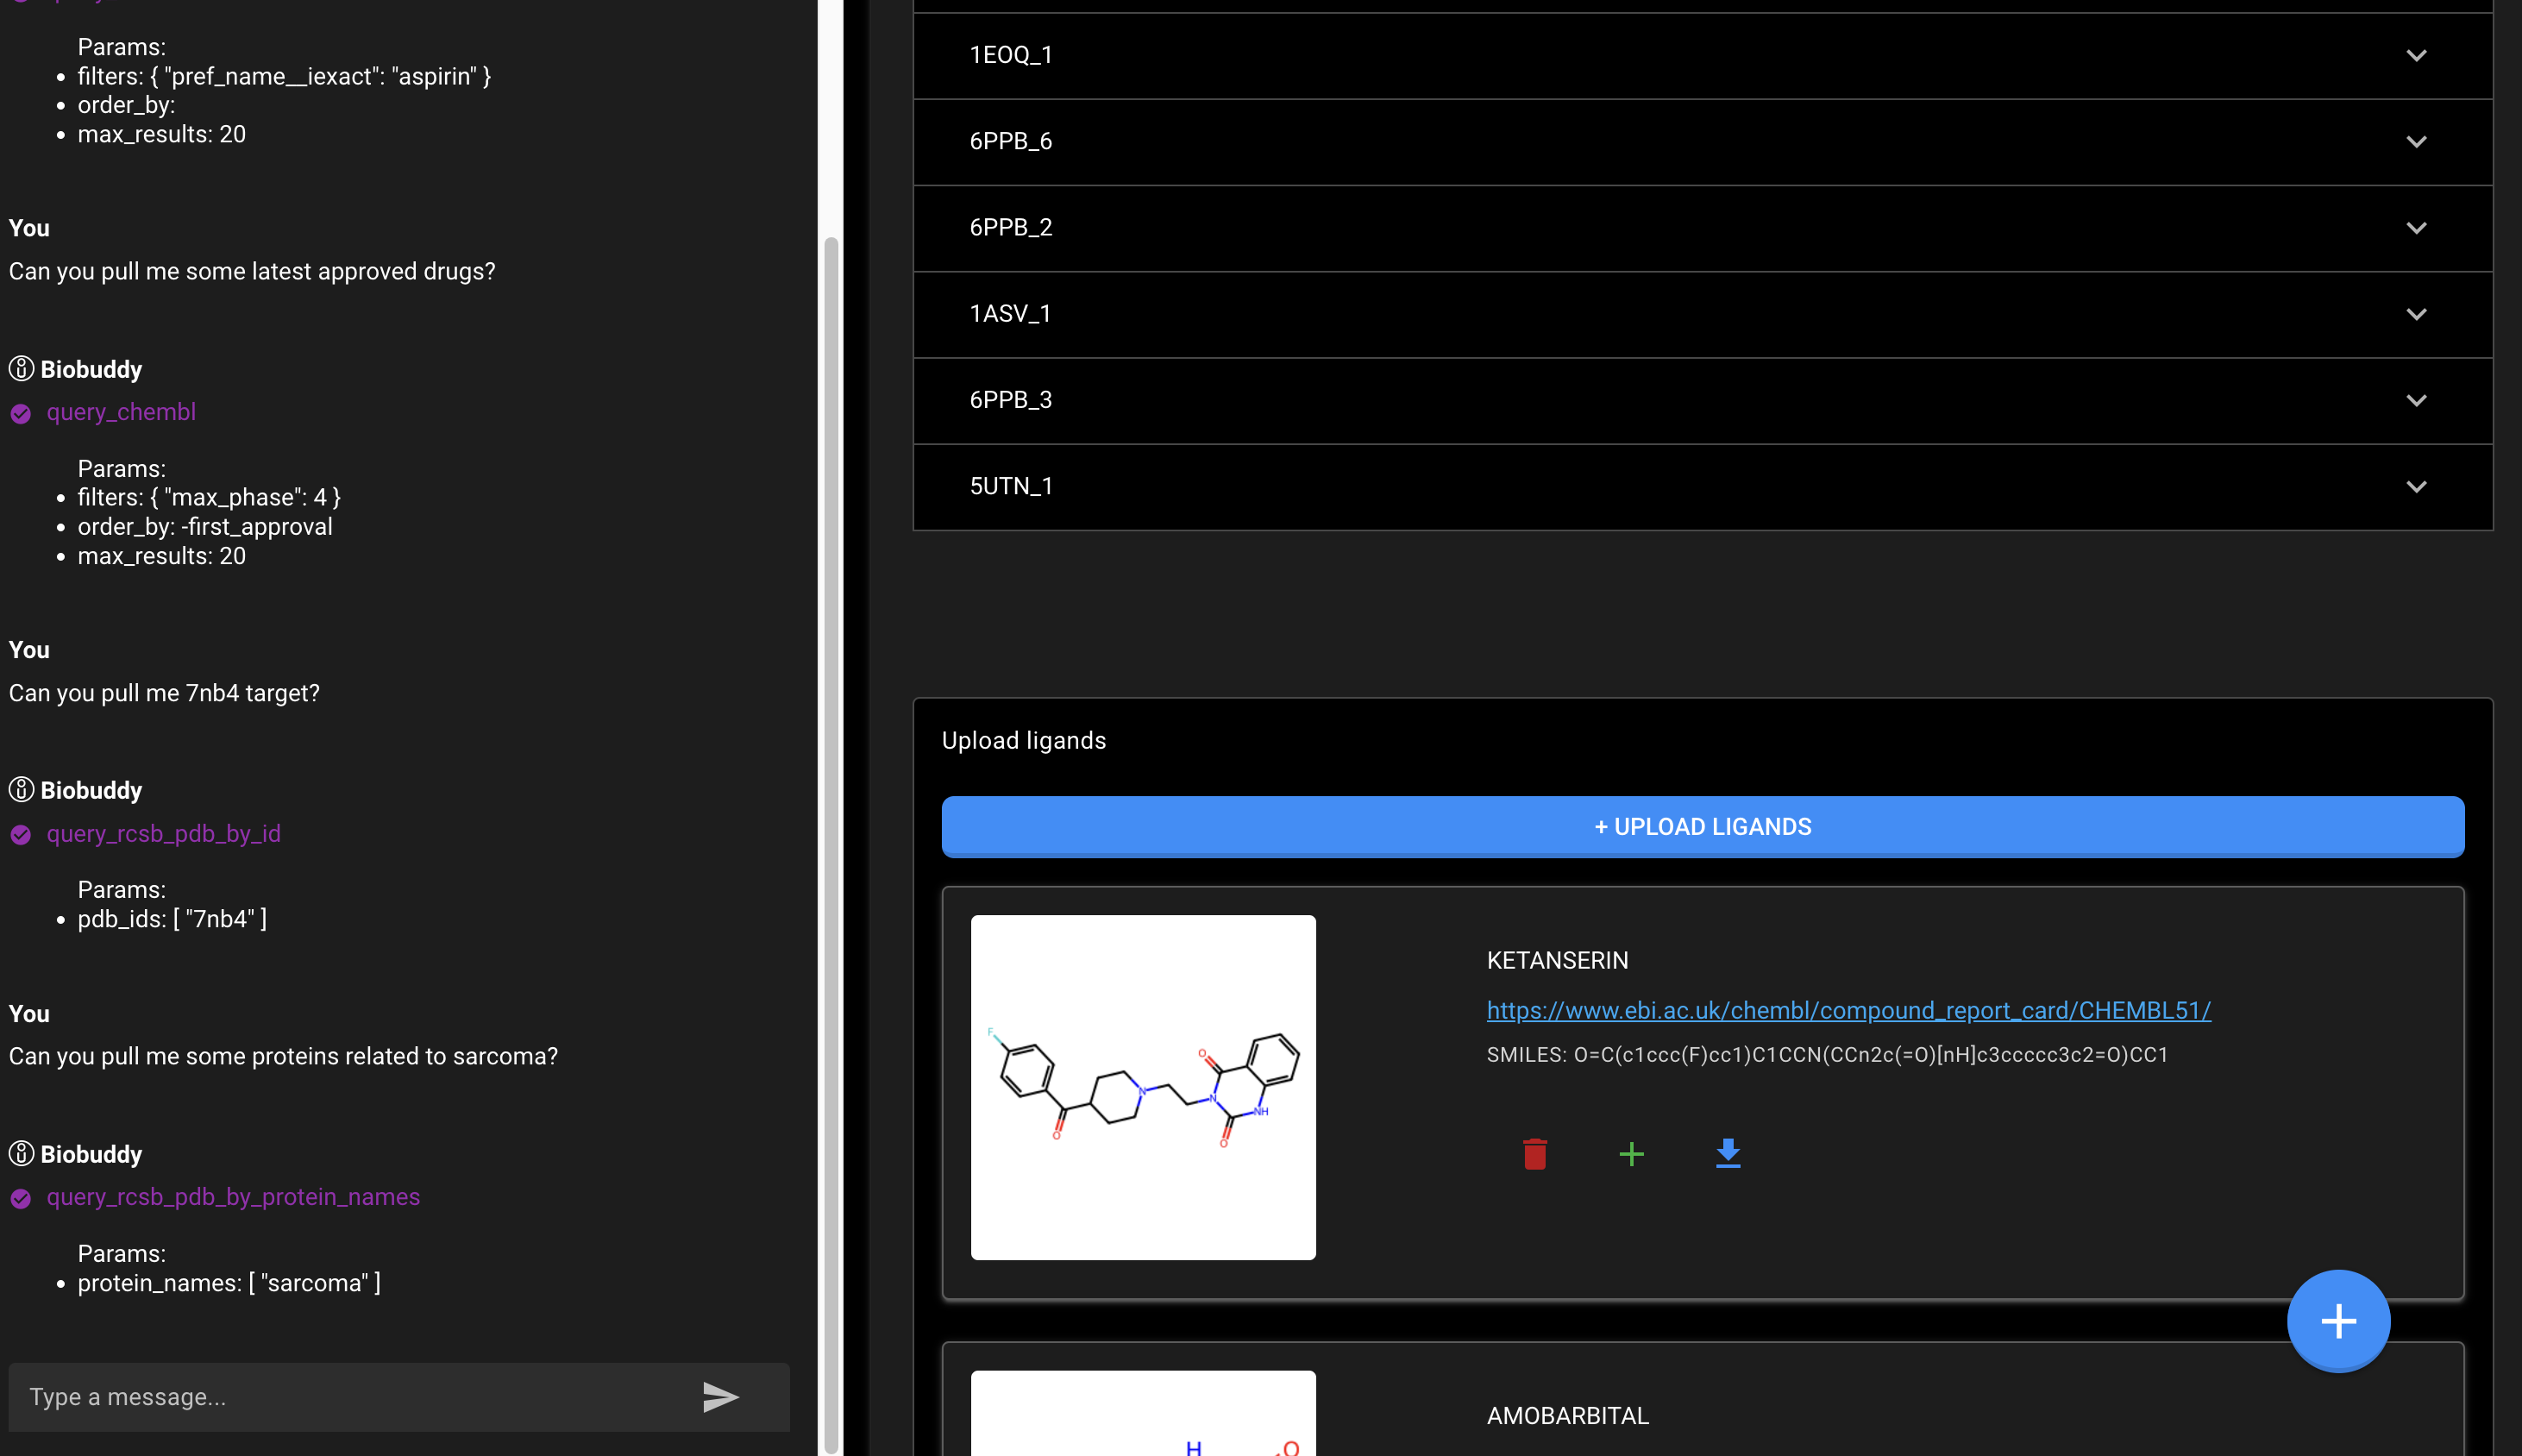 Params:
filters: { "pref_name__iexact": "aspirin" }
order_by:
max_results: 20
You
Can you pull me some latest approved drugs?
Biobuddy
query_chembl
Params:
filters: { "max_phase": 4 }
order_by: -first_approval
max_results: 20
You
Can you pull me 7nb4 target?
Biobuddy
query_rcsb_pdb_by_id
Params:
pdb_ids: [ "7nb4" ]
You
Can you pull me some proteins related to sarcoma?
Biobuddy
query_rcsb_pdb_by_protein_names
Params:
protein_names: [ "sarcoma" ]
Type a message...
1EOQ_1
6PPB_6
6PPB_2
1ASV_1
6PPB_3
5UTN_1
Upload ligands
+ UPLOAD LIGANDS
F
O
N
O
N
O
NH
KETANSERIN
https://www.ebi.ac.uk/chembl/compound_report_card/CHEMBL51/
SMILES: O=C(c1ccc(F)cc1)C1CCN(CCn2c(=O)[nH]c3ccccc3c2=O)CC1
H
O
AMOBARBITAL